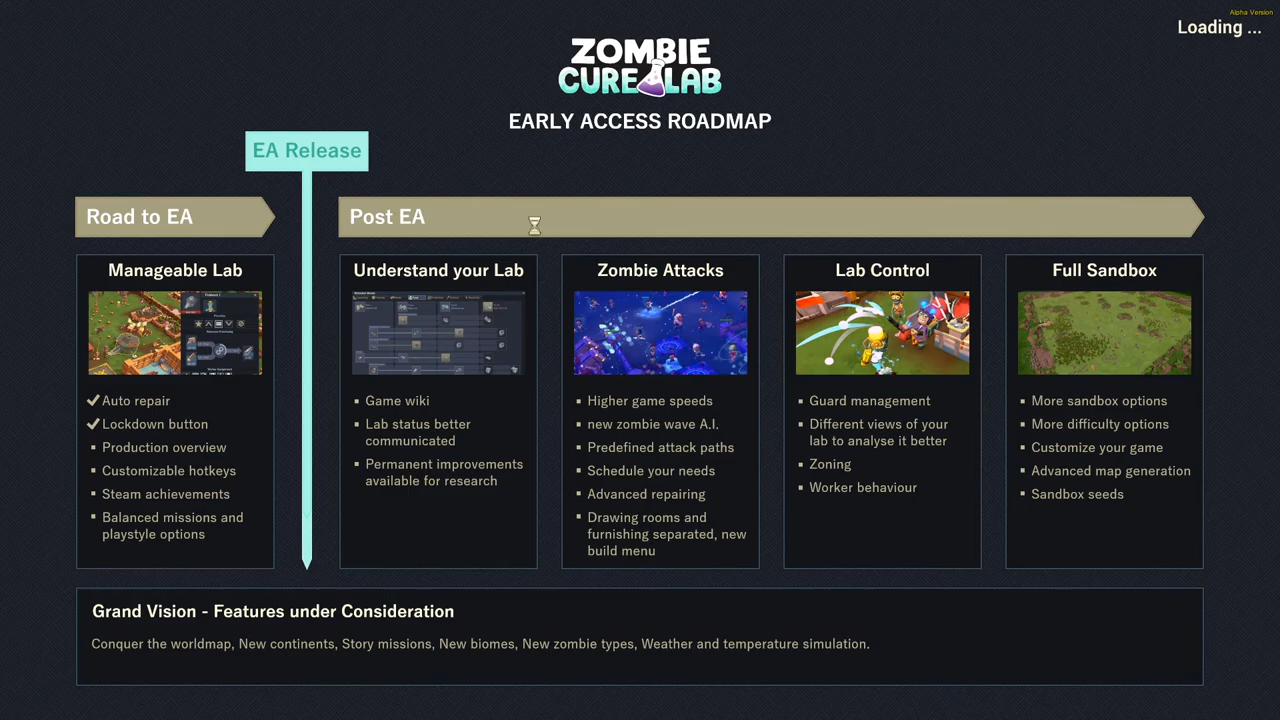 Alpha Version
Loading ...
ZOMBIE
CURE LAB
EARLY ACCESS ROADMAP
EA Release
Road to EA
Post EA
Manageable Lab
Auto repair
Lockdown button
Production overview
Customizable hotkeys
Steam achievements
Balanced missions and
playstyle options
Understand your Lab
Game wiki
Lab status better
communicated
Permanent improvements
available for research
Zombie Attacks
Higher game speeds
new zombie wave A.I.
Predefined attack paths
Schedule your needs
Advanced repairing
Drawing rooms and
furnishing separated, new
build menu
Lab Control
Guard management
Different views of your
lab to analyse it better
Zoning
Worker behaviour
Full Sandbox
More sandbox options
More difficulty options
Customize your game
Advanced map generation
Sandbox seeds
Grand Vision - Features under Consideration
Conquer the worldmap, New continents, Story missions, New biomes, New zombie types, Weather and temperature simulation.